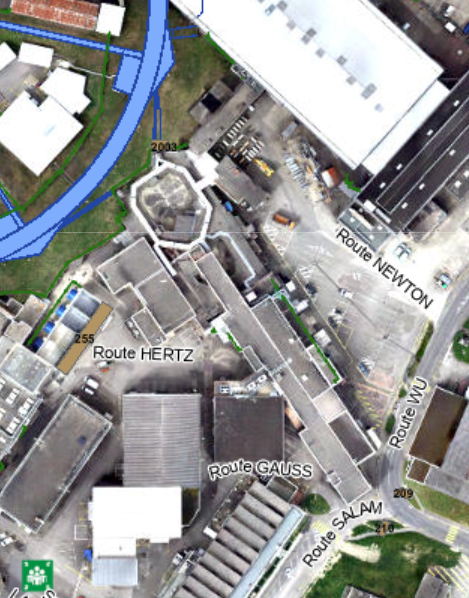 2003
Route NEWTON
255
Route HERTZ
Route WU
Route GAUSS
209
Route SALAM
210